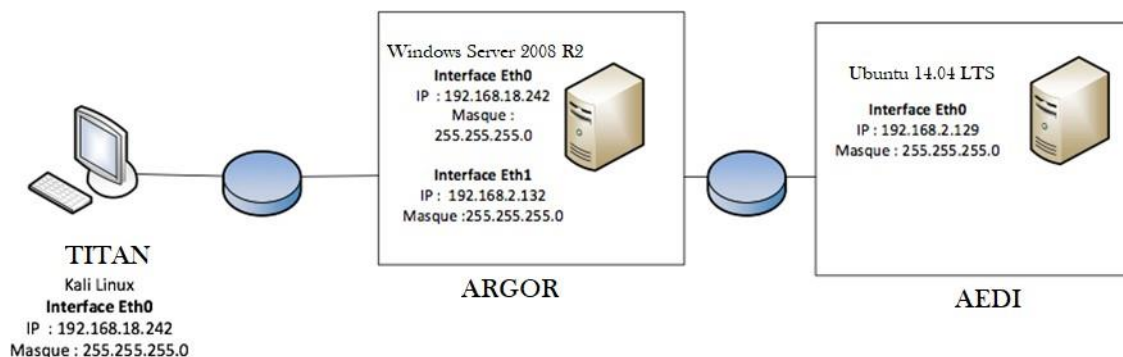 Windows Server 2008 R2
Interface Eth0
IP : 192.168.18.242
Masque :
255.255.255.0
Interface Eth1
IP : 192.168.2.132
Masque :255.255.255.0
ARGOR
Ubuntu 14.04 LTS
Interface Eth0
IP : 192.168.2.129
Masque : 255.255.255.0
AEDI
TITAN
Kali Linux
Interface Eth0
IP : 192.168.18.242
Masque : 255.255.255.0